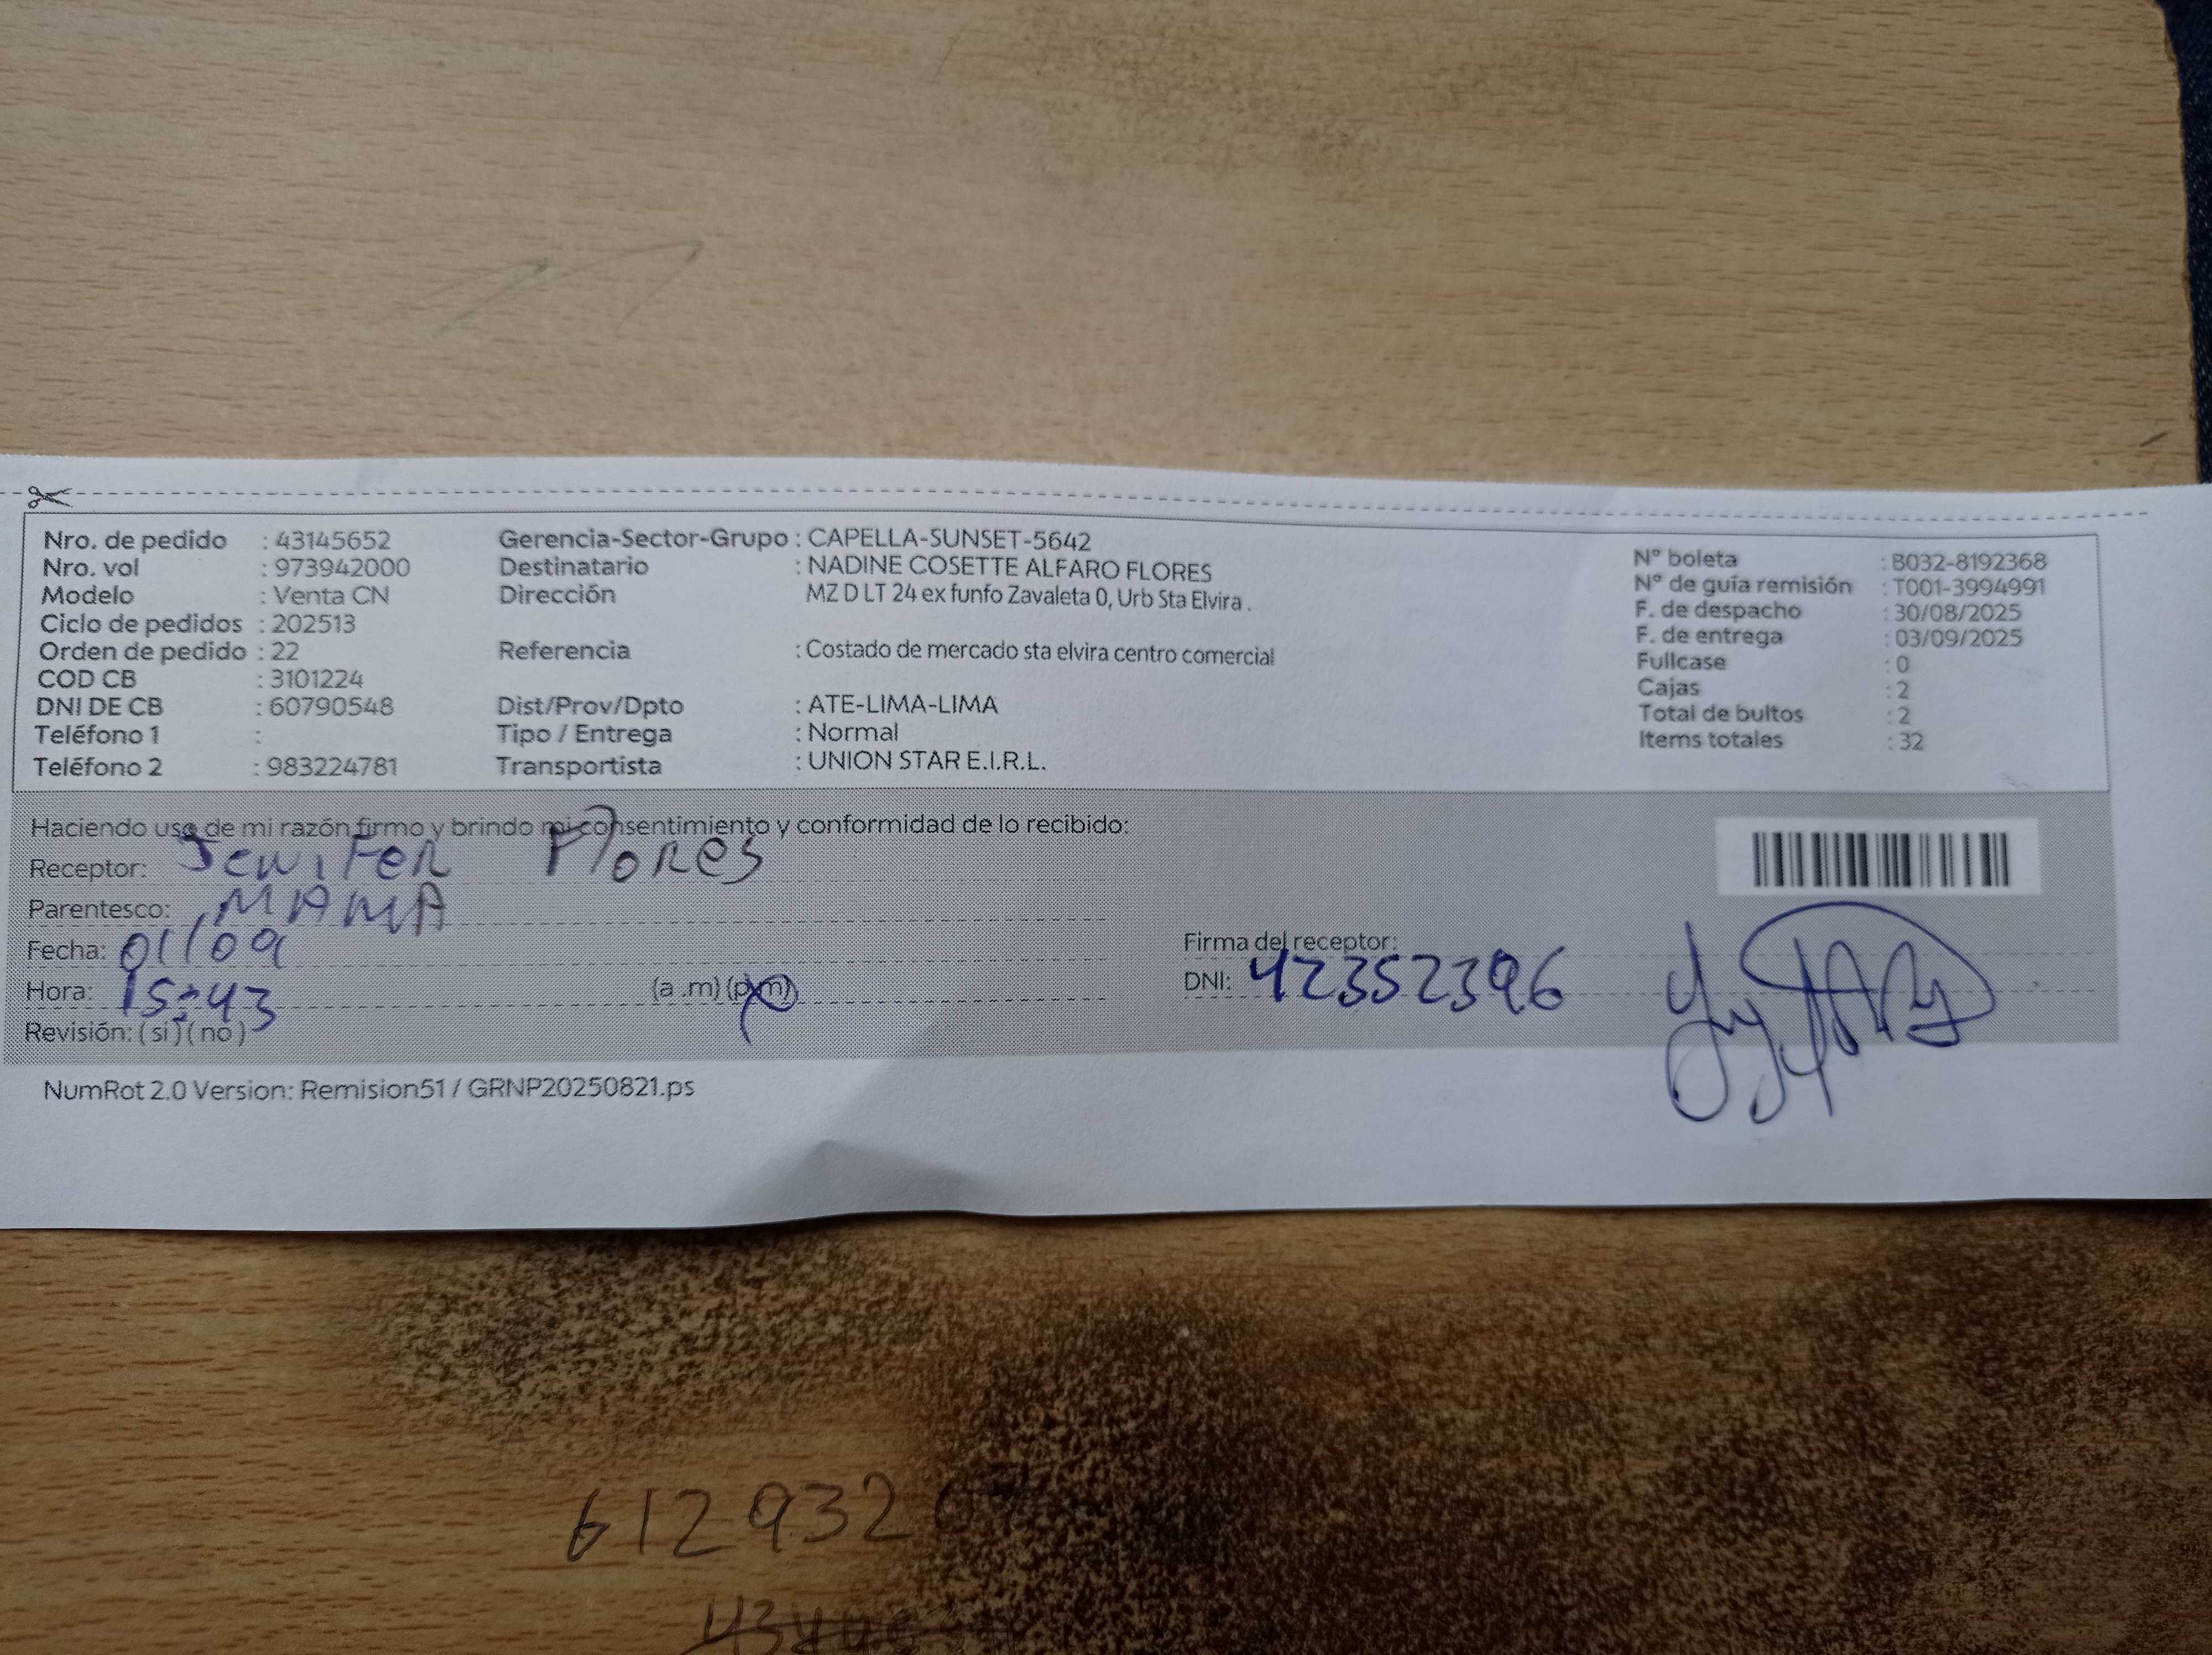 Nro. de pedido : 43145652
Nro. vol : 973942000
Modelo : Venta CN
Ciclo de pedidos : 202513
Orden de pedido : 22
COD CB : 3101224
DNI DE CB : 60790548
Teléfono 1 :
Teléfono 2 : 983224781
Gerencia-Sector-Grupo : CAPELLA-SUNSET-5642
Destinatario : NADINE COSETTE ALFARO FLORES
Dirección MZ D LT 24 ex funfo Zavaleta 0, Urb Sta Elvira .
Referencia : Costado de mercado sta elvira centro comercial
Dist/Prov/Dpto : ATE-LIMA-LIMA
Tipo / Entrega : Normal
Transportista : UNION STAR E.I.R.L.
Nº boleta : B032-8192368
Nº de guía remisión : T001-3994991
F. de despacho : 30/08/2025
F. de entrega : 03/09/2025
Fullcase : 0
Cajas : 2
Total de bultos : 2
Items totales : 32
Haciendo uso de mi razón firmo y brindo mi consentimiento y conformidad de lo recibido:
Receptor: Jenifer Flores
Parentesco: MAMA
Fecha: 01/09
Hora: 15:43 (a .m) (p.m)
Revisión: ( si ) ( no )
Firma del receptor:
DNI: 42352396
NumRot 2.0 Version: Remision51 / GRNP20250821.ps